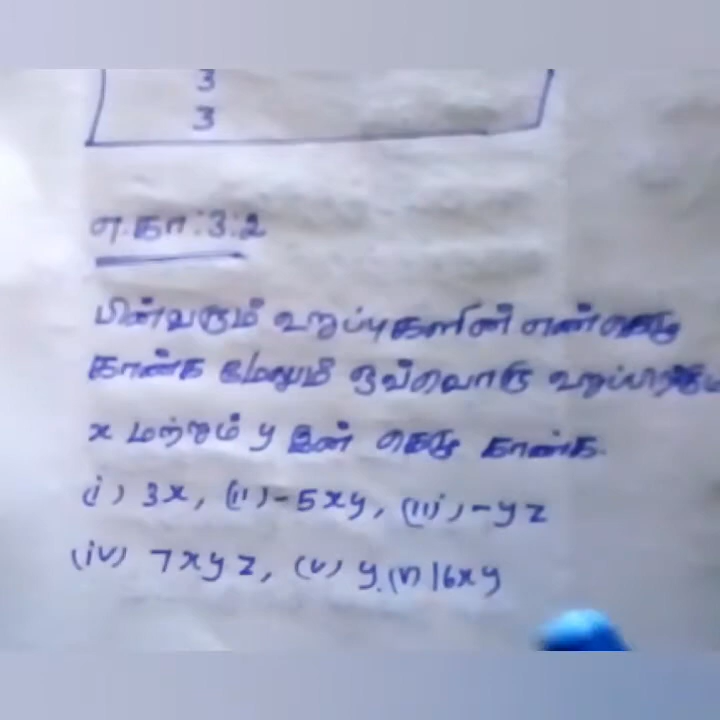 3
3
எ.கா:3:2
பின்வரும் உறுப்புகளின் எண்கெழு
காண்க மேலும் ஒவ்வொரு உறுப்பிற்கும்
x மற்றும் y இன் கெழு காண்க.
(i) 3x, (ii) -5xy, (iii) -yz
(iv) 7xyz, (v) y, (vi) 16xy